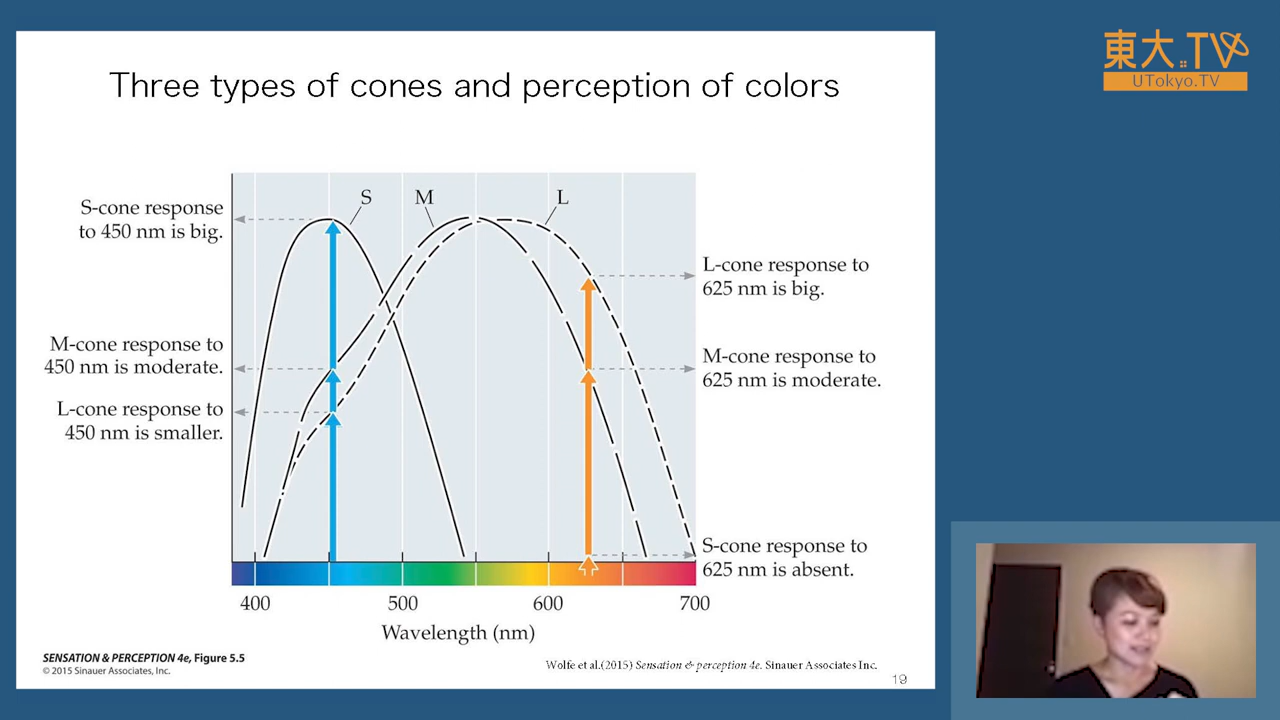 Three types of cones and perception of colors
東大.TV
UTokyo.TV
S
M
L
S-cone response
to 450 nm is big.
M-cone response to
450 nm is moderate.
L-cone response to
450 nm is smaller.
L-cone response to
625 nm is big.
M-cone response to
625 nm is moderate.
S-cone response to
625 nm is absent.
400 500 600 700
Wavelength (nm)
SENSATION & PERCEPTION 4e, Figure 5.5
© 2015 Sinauer Associates, Inc.
Wolfe et al.(2015) Sensation & perception 4e. Sinauer Associates Inc.
19